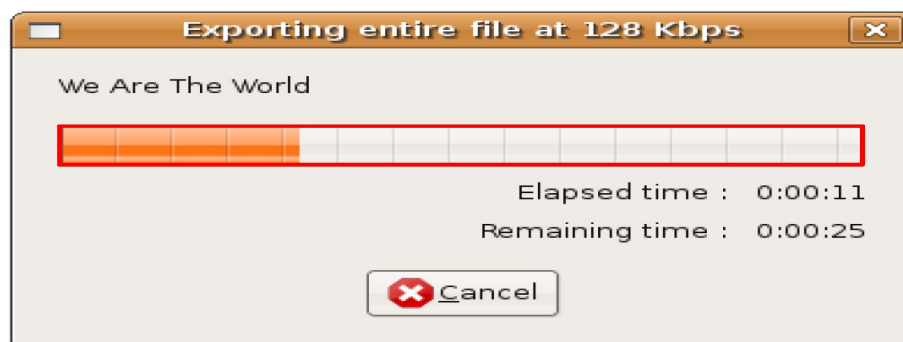 Exporting entire file at 128 Kbps
We Are The World
Elapsed time : 0:00:11
Remaining time : 0:00:25
Cancel